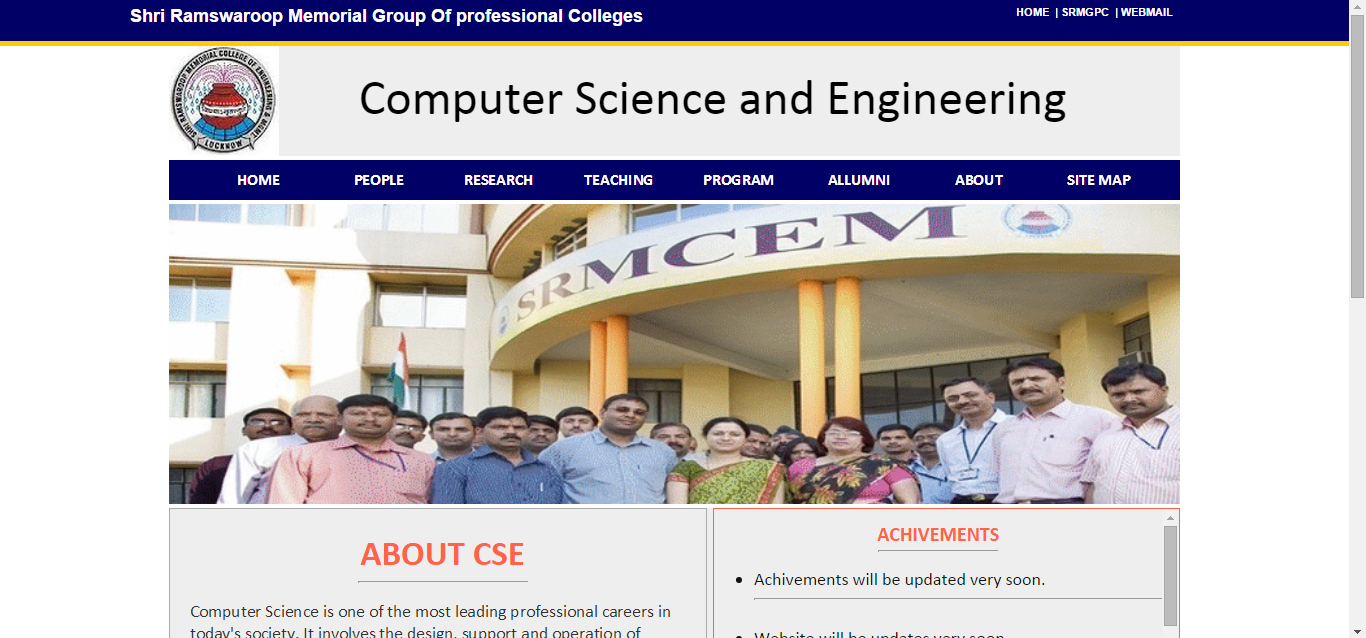 Shri Ramswaroop Memorial Group Of professional Colleges
HOME | SRMGPC | WEBMAIL
SHRI RAMSWAROOP MEMORIAL COLLEGE OF ENGINEERING & MGMT.
LUCKNOW
Computer Science and Engineering
HOME PEOPLE RESEARCH TEACHING PROGRAM ALLUMNI ABOUT SITE MAP
SRMCEM
ABOUT CSE
Computer Science is one of the most leading professional careers in
today's society. It involves the design, support and operation of
ACHIVEMENTS
• Achivements will be updated very soon.
• Website will be updates very soon